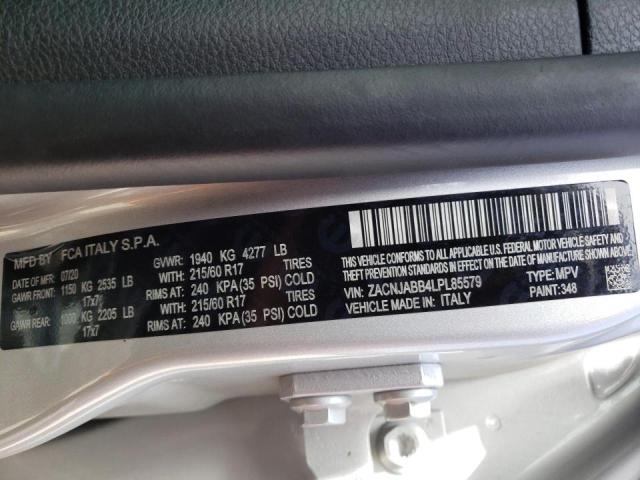 MFD BY FCA ITALY S.P.A.
DATE OF MFD: 07/20 GVWR: 1940 KG 4277 LB
GAWR FRONT: 1150 KG 2535 LB WITH: 215/60 R17 TIRES
17x7 RIMS AT: 240 KPA (35 PSI) COLD
GAWR REAR: 1000 KG 2205 LB WITH: 215/60 R17 TIRES
17x7 RIMS AT: 240 KPA (35 PSI) COLD
THIS VEHICLE CONFORMS TO ALL APPLICABLE U.S. FEDERAL MOTOR VEHICLE SAFETY AND
THEFT PREVENTION STANDARDS IN EFFECT ON THE DATE OF MANUFACTURE SHOWN ABOVE.
VIN: ZACNJABB4LPL85579 TYPE: MPV
VEHICLE MADE IN: ITALY PAINT: 348